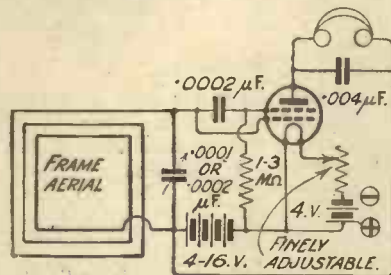 ·0002 μF.
·004 μF.
FRAME
AERIAL
·0001
OR
·0002
μF.
1-3
MΩ
4.V.
4-16.V.
FINELY
ADJUSTABLE.